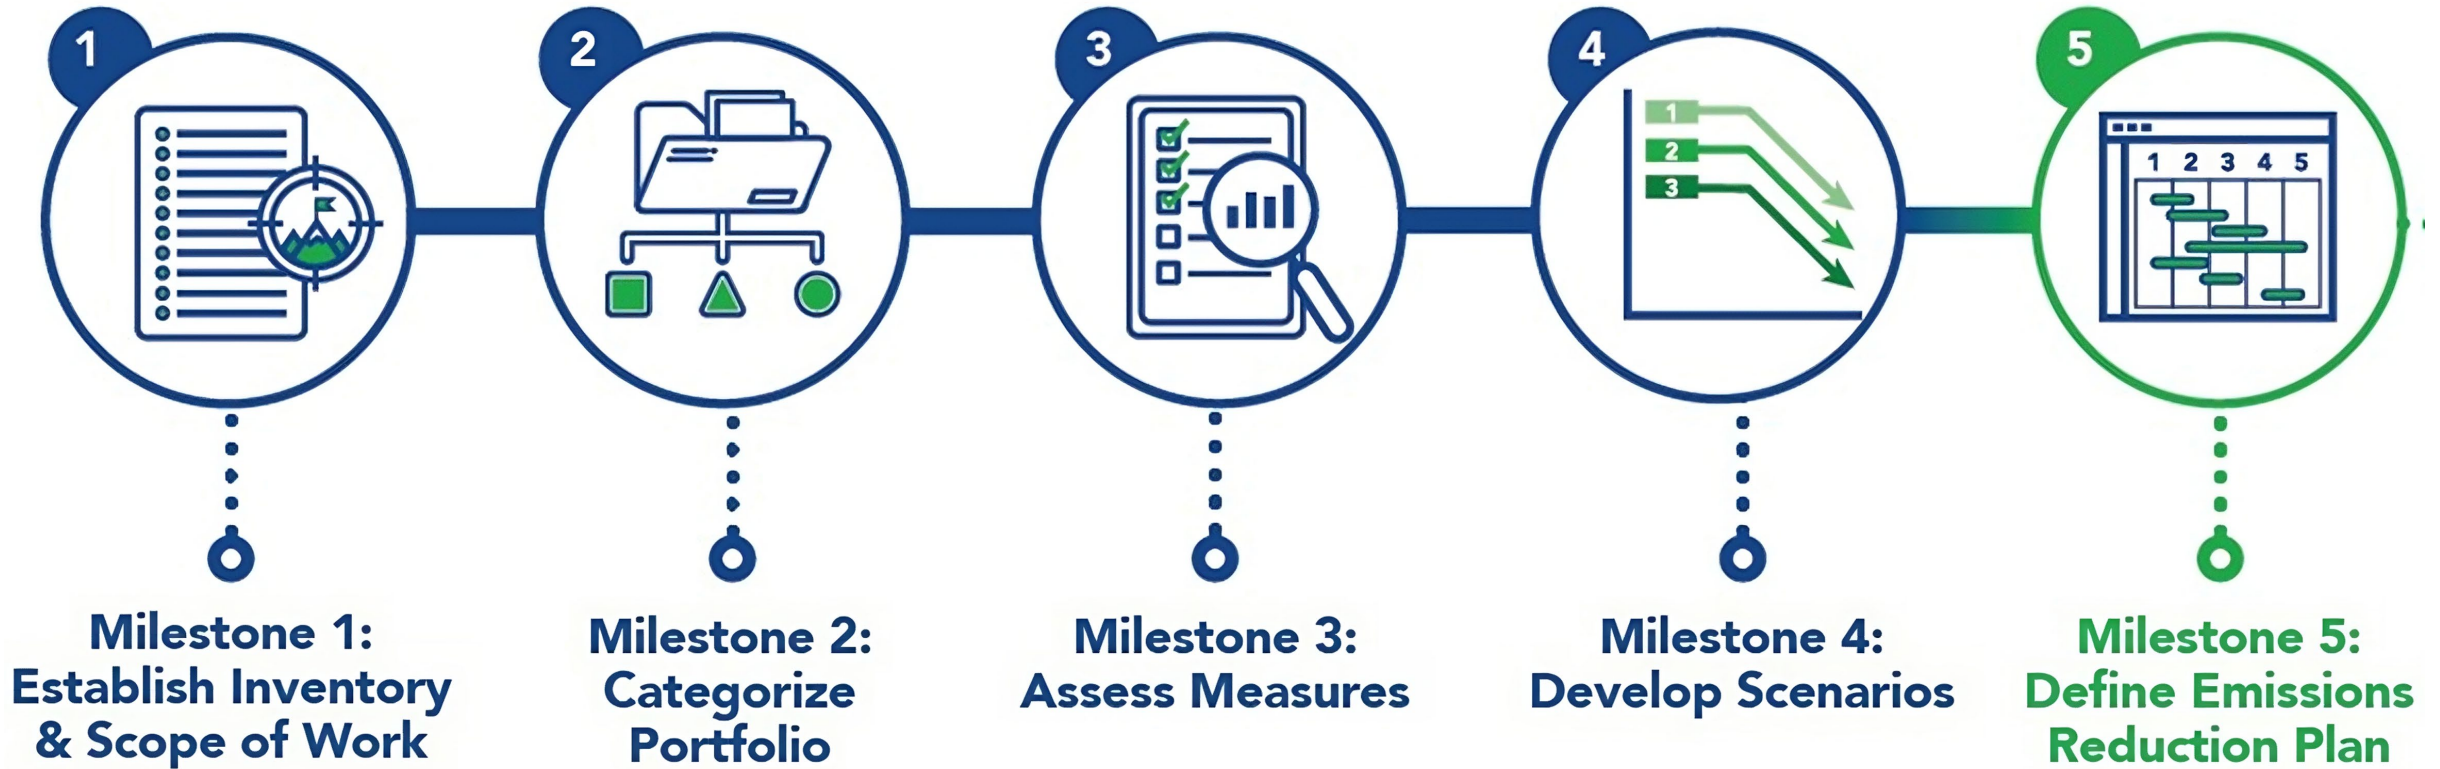 1
2
3
4
5
1
2
3
1 2 3 4 5
Milestone 1:
Establish Inventory
& Scope of Work
Milestone 2:
Categorize
Portfolio
Milestone 3:
Assess Measures
Milestone 4:
Develop Scenarios
Milestone 5:
Define Emissions
Reduction Plan